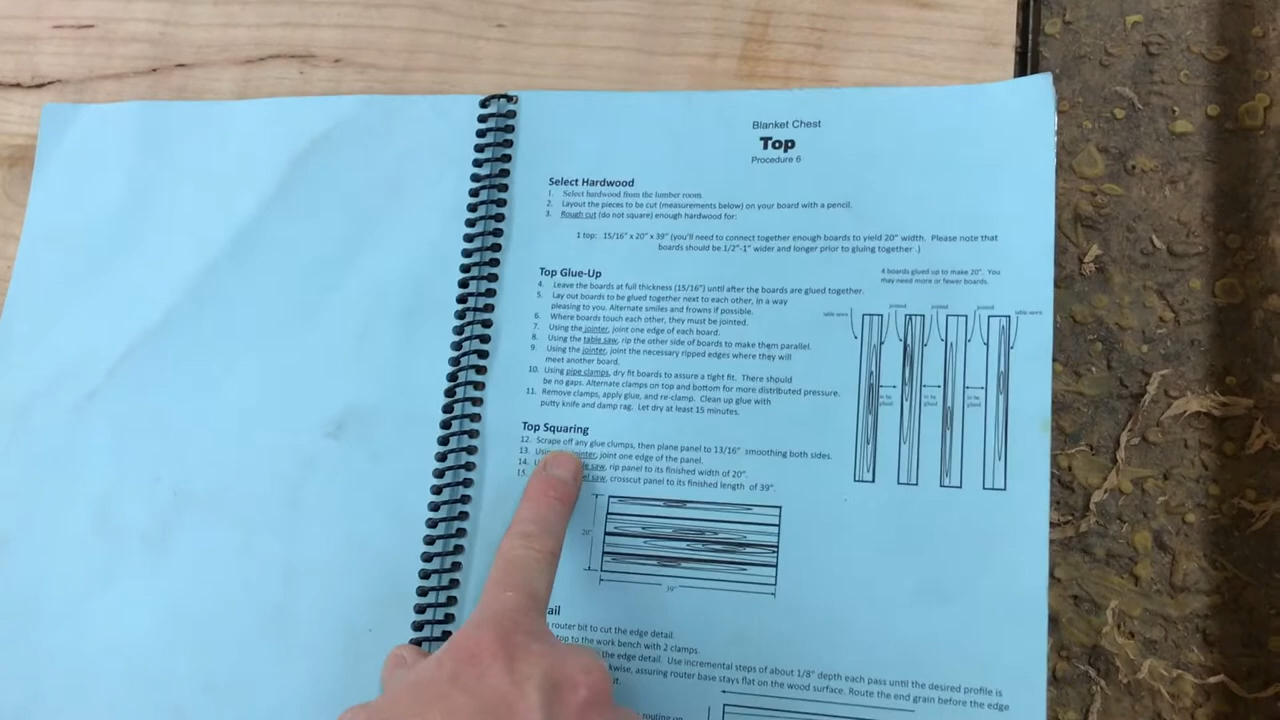 Blanket Chest
Top
Procedure 6
Select Hardwood
1. Select hardwood from the lumber room.
2. Layout the pieces to be cut (measurements below) on your board with a pencil.
3. Rough cut (do not square) enough hardwood for:
1 top: 15/16" x 20" x 39" (you'll need to connect together enough boards to yield 20" width. Please note that
boards should be 1/2"-1" wider and longer prior to gluing together.)
Top Glue-Up
4. Leave the boards at full thickness (15/16") until after the boards are glued together.
5. Lay out boards to be glued together next to each other, in a way
pleasing to you. Alternate smiles and frowns if possible.
6. Where boards touch each other, they must be jointed.
7. Using the jointer, joint one edge of each board.
8. Using the table saw, rip the other side of boards to make them parallel.
9. Using the jointer, joint the necessary ripped edges where they will
meet another board.
10. Using pipe clamps, dry fit boards to assure a tight fit. There should
be no gaps. Alternate clamps on top and bottom for more distributed pressure.
11. Remove clamps, apply glue, and re-clamp. Clean up glue with
putty knife and damp rag. Let dry at least 15 minutes.
4 boards glued up to make 20". You
may need more or fewer boards.
jointed jointed jointed
table sawn table sawn
to be to be to be
glued glued glued
Top Squaring
12. Scrape off any glue clumps, then plane panel to 13/16" smoothing both sides.
13. jointer, joint one edge of the panel.
14. saw, rip panel to its finished width of 20".
15. saw, crosscut panel to its finished length of 39".
20"
39"
ail
router bit to cut the edge detail.
top to the work bench with 2 clamps.
the edge detail. Use incremental steps of about 1/8" depth each pass until the desired profile is
kwise, assuring router base stays flat on the wood surface. Route the end grain before the edge
it.
routing on